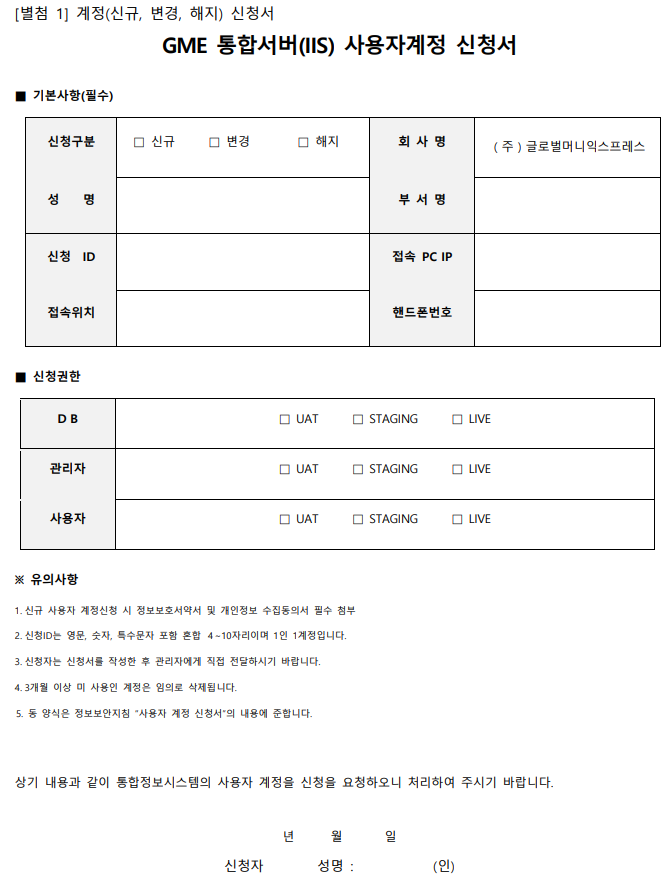 [별첨 1] 계정(신규, 변경, 해지) 신청서
GME 통합서버(IIS) 사용자계정 신청서
■ 기본사항(필수)
신청구분 □ 신규 □ 변경 □ 해지 회 사 명 ( 주 ) 글로벌머니익스프레스
성 명 부 서 명
신청 ID 접속 PC IP
접속위치 핸드폰번호
■ 신청권한
D B □ UAT □ STAGING □ LIVE
관리자 □ UAT □ STAGING □ LIVE
사용자 □ UAT □ STAGING □ LIVE
※ 유의사항
1. 신규 사용자 계정신청 시 정보보호서약서 및 개인정보 수집동의서 필수 첨부
2. 신청ID는 영문, 숫자, 특수문자 포함 혼합 4 ~10자리이며 1인 1계정입니다.
3. 신청자는 신청서를 작성한 후 관리자에게 직접 전달하시기 바랍니다.
4. 3개월 이상 미 사용인 계정은 임의로 삭제됩니다.
5. 동 양식은 정보보안지침 "사용자 계정 신청서"의 내용에 준합니다.
상기 내용과 같이 통합정보시스템의 사용자 계정을 신청을 요청하오니 처리하여 주시기 바랍니다.
년 월 일
신청자 성명 : (인)